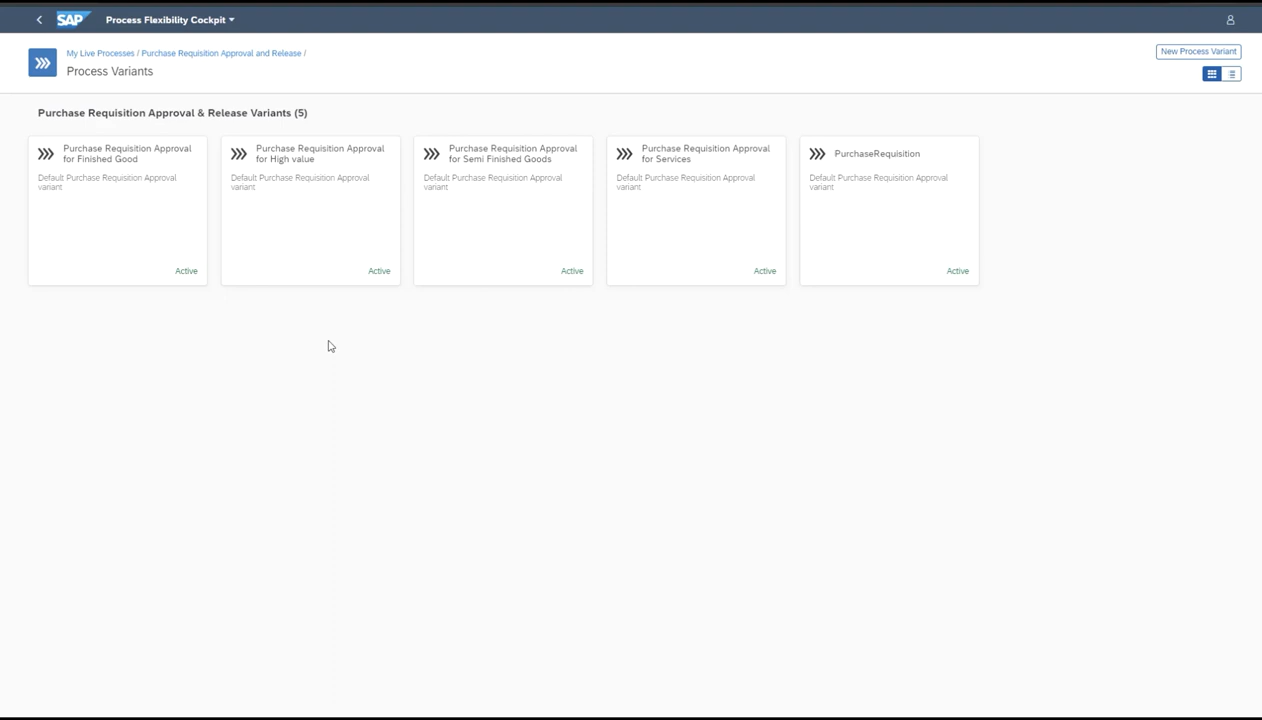 SAP
Process Flexibility Cockpit
My Live Processes / Purchase Requisition Approval and Release /
Process Variants
New Process Variant
Purchase Requisition Approval & Release Variants (5)
Purchase Requisition Approval
for Finished Good
Default Purchase Requisition Approval
variant
Active
Purchase Requisition Approval
for High value
Default Purchase Requisition Approval
variant
Active
Purchase Requisition Approval
for Semi Finished Goods
Default Purchase Requisition Approval
variant
Active
Purchase Requisition Approval
for Services
Default Purchase Requisition Approval
variant
Active
PurchaseRequisition
Default Purchase Requisition Approval
variant
Active